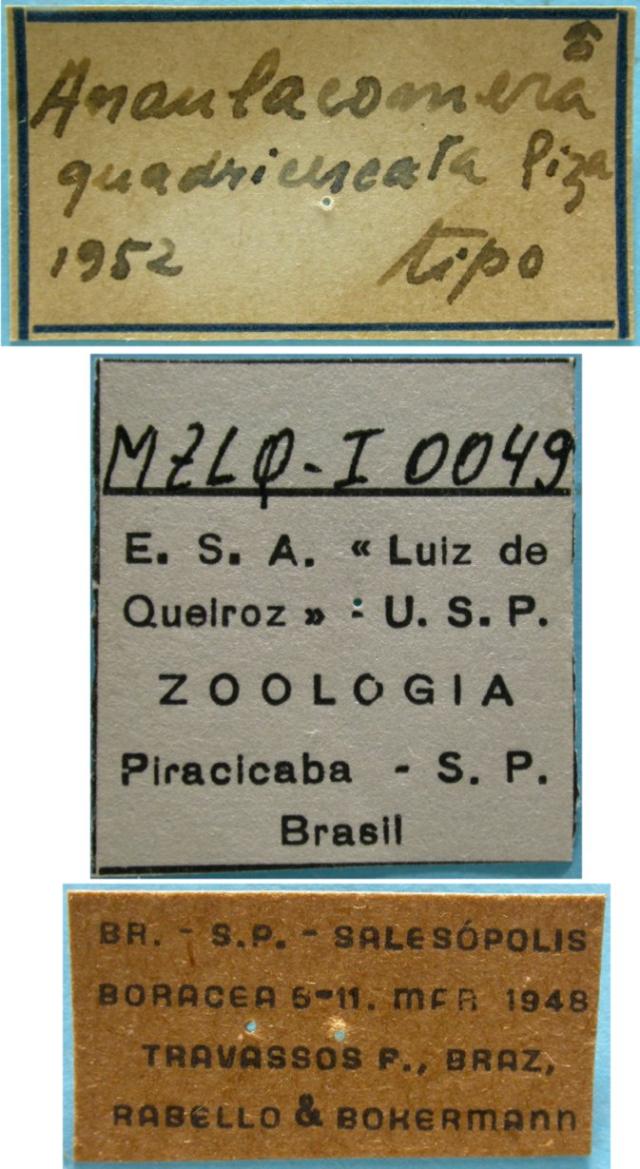 ♂
Anaulacomera
quadricuscata Piza
1952 tipo
MZLQ-I 0049
E. S. A. « Luiz de
Queiroz » - U. S. P.
ZOOLOGIA
Piracicaba - S. P.
Brasil
BR. - S.P. - SALESÓPOLIS
BORACEA 6-11. MAR 1948
TRAVASSOS F., BRAZ,
RABELLO & BOKERMANN